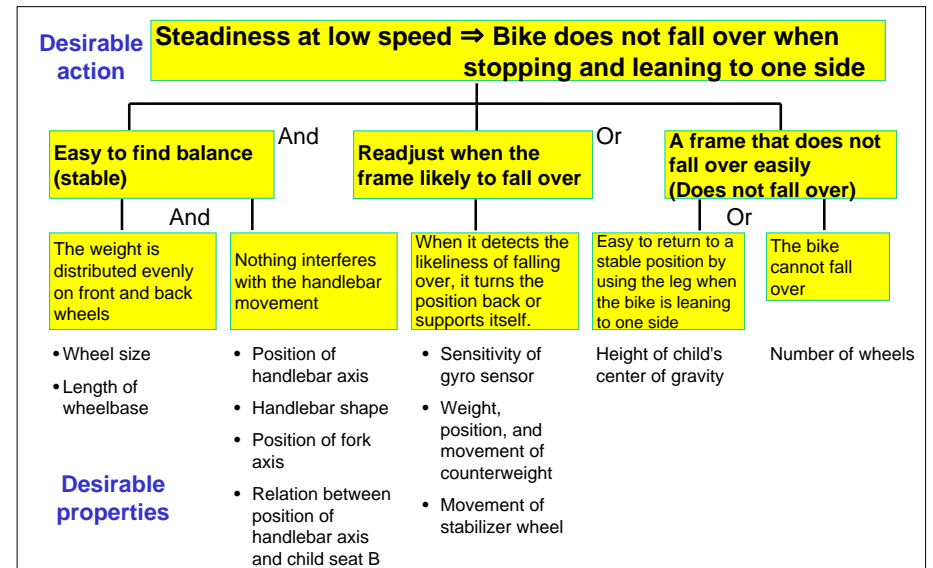 Desirable
action
Steadiness at low speed ⇒ Bike does not fall over when
stopping and leaning to one side
And
Or
Easy to find balance
(stable)
Readjust when the
frame likely to fall over
A frame that does not
fall over easily
(Does not fall over)
And
Or
The weight is
distributed evenly
on front and back
wheels
Nothing interferes
with the handlebar
movement
When it detects the
likeliness of falling
over, it turns the
position back or
supports itself.
Easy to return to a
stable position by
using the leg when
the bike is leaning
to one side
The bike
cannot fall
over
• Wheel size
• Length of
wheelbase
• Position of
handlebar axis
• Handlebar shape
• Position of fork
axis
• Relation between
position of
handlebar axis
and child seat B
• Sensitivity of
gyro sensor
• Weight,
position, and
movement of
counterweight
• Movement of
stabilizer wheel
Height of child's
center of gravity
Number of wheels
Desirable
properties